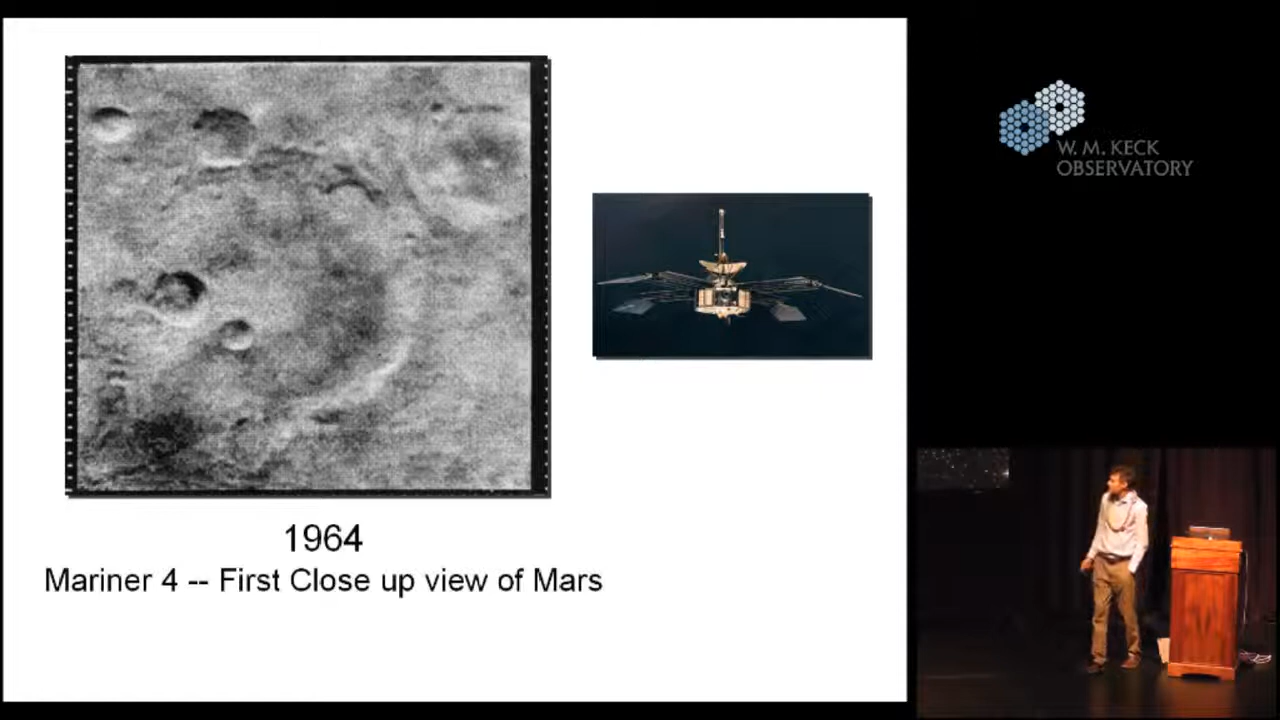 1964
Mariner 4 -- First Close up view of Mars
W. M. KECK
OBSERVATORY